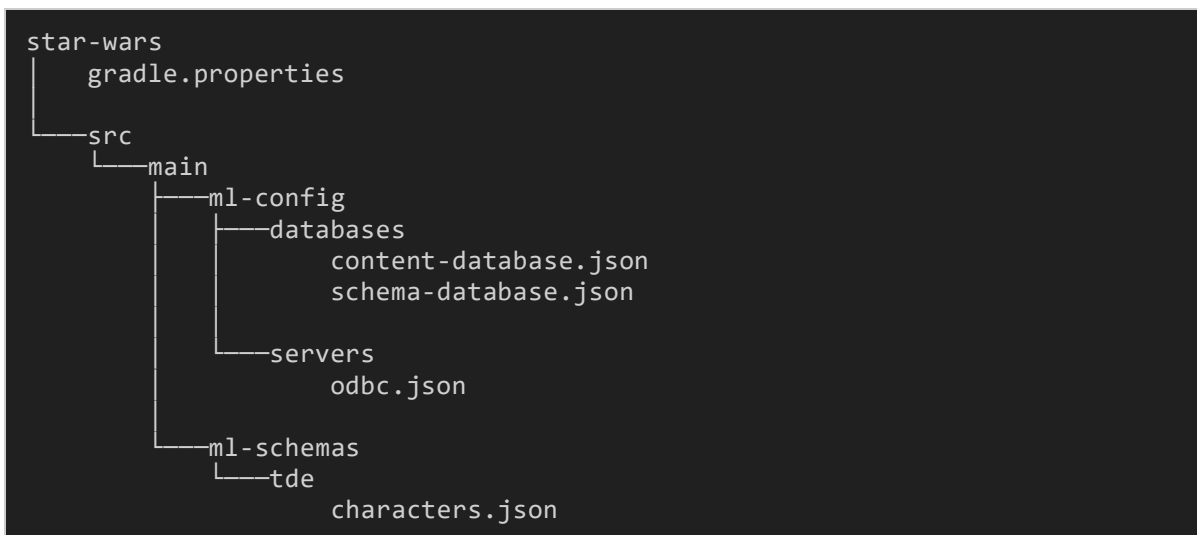 star-wars
│   gradle.properties
│
└───src
    └───main
        ├───ml-config
        │   ├───databases
        │   │       content-database.json
        │   │       schema-database.json
        │   │
        │   └───servers
        │           odbc.json
        │
        └───ml-schemas
            └───tde
                    characters.json